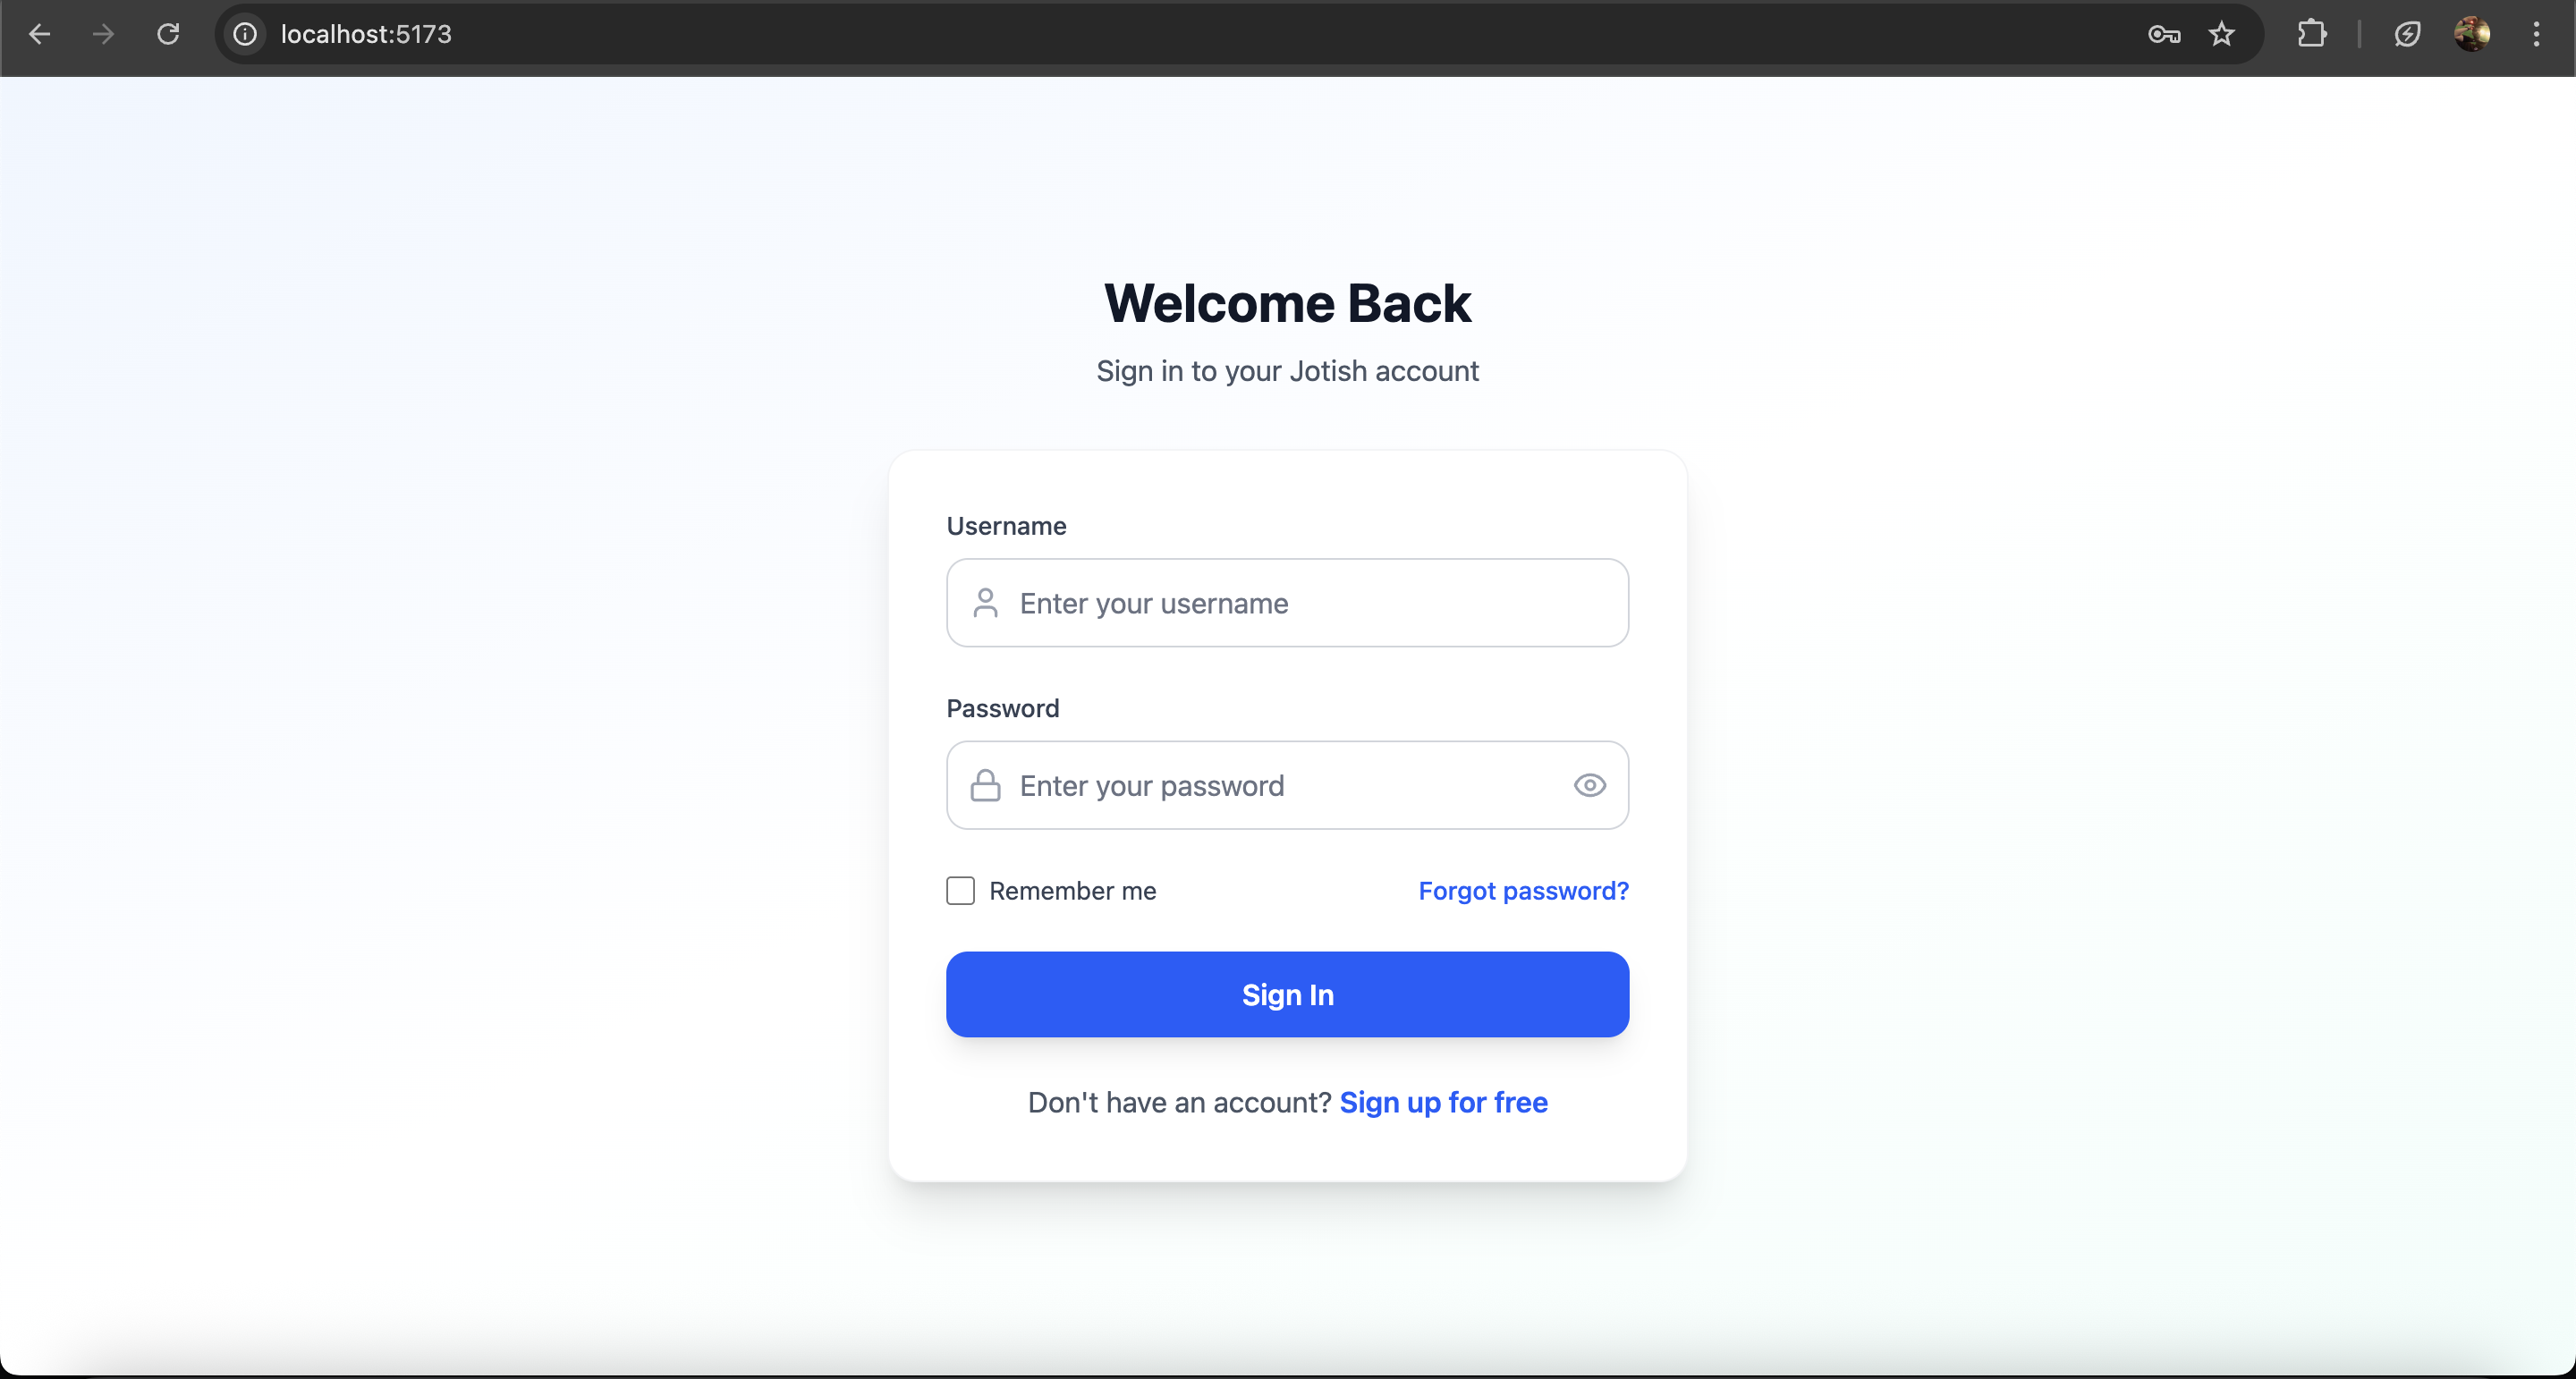 localhost:5173
Welcome Back
Sign in to your Jotish account
Username
Enter your username
Password
Enter your password
Remember me
Forgot password?
Sign In
Don't have an account? Sign up for free